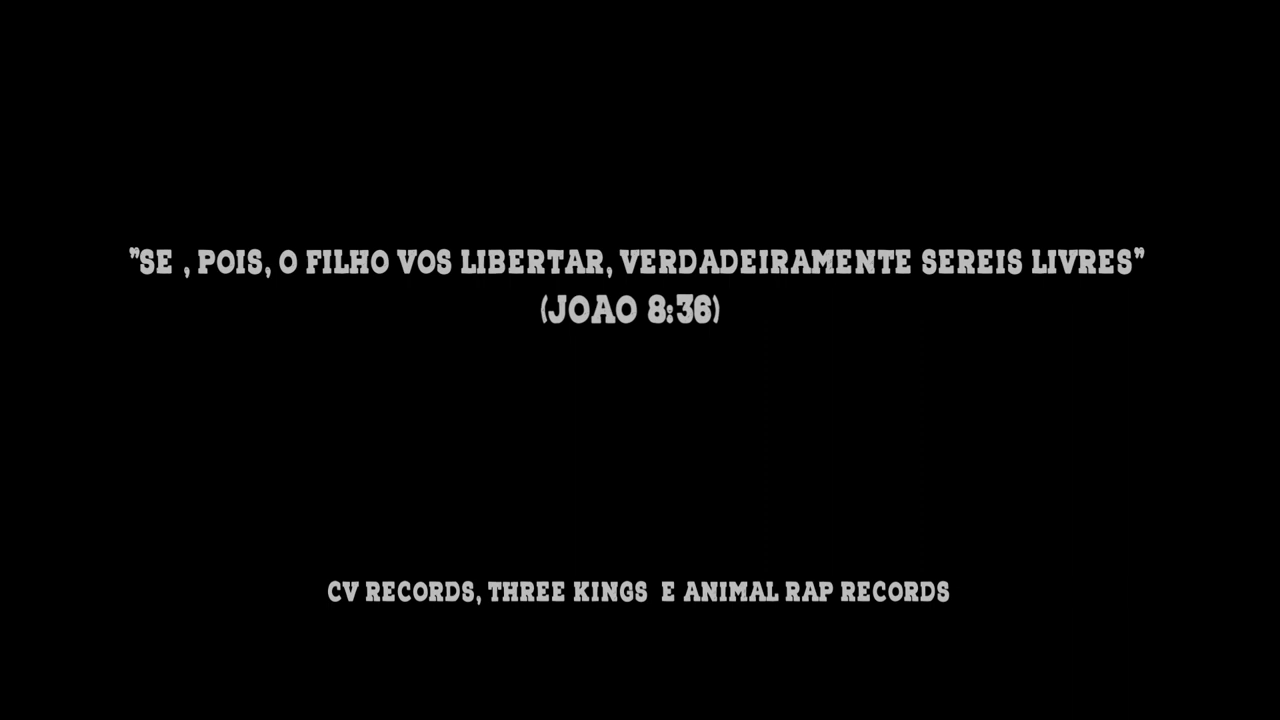 "SE , POIS, O FILHO VOS LIBERTAR, VERDADEIRAMENTE SEREIS LIVRES"
(JOAO 8:36)
CV RECORDS, THREE KINGS E ANIMAL RAP RECORDS